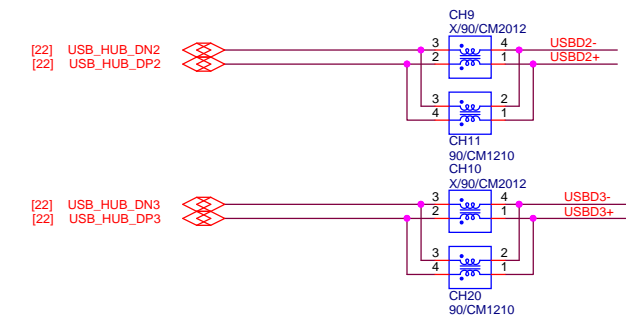 CH9
X/90/CM2012
[22] USB_HUB_DN2 3 4 USBD2-
[22] USB_HUB_DP2 2 1 USBD2+
3 2
4 1
CH11
90/CM1210
CH10
X/90/CM2012
[22] USB_HUB_DN3 3 4 USBD3-
[22] USB_HUB_DP3 2 1 USBD3+
3 2
4 1
CH20
90/CM1210